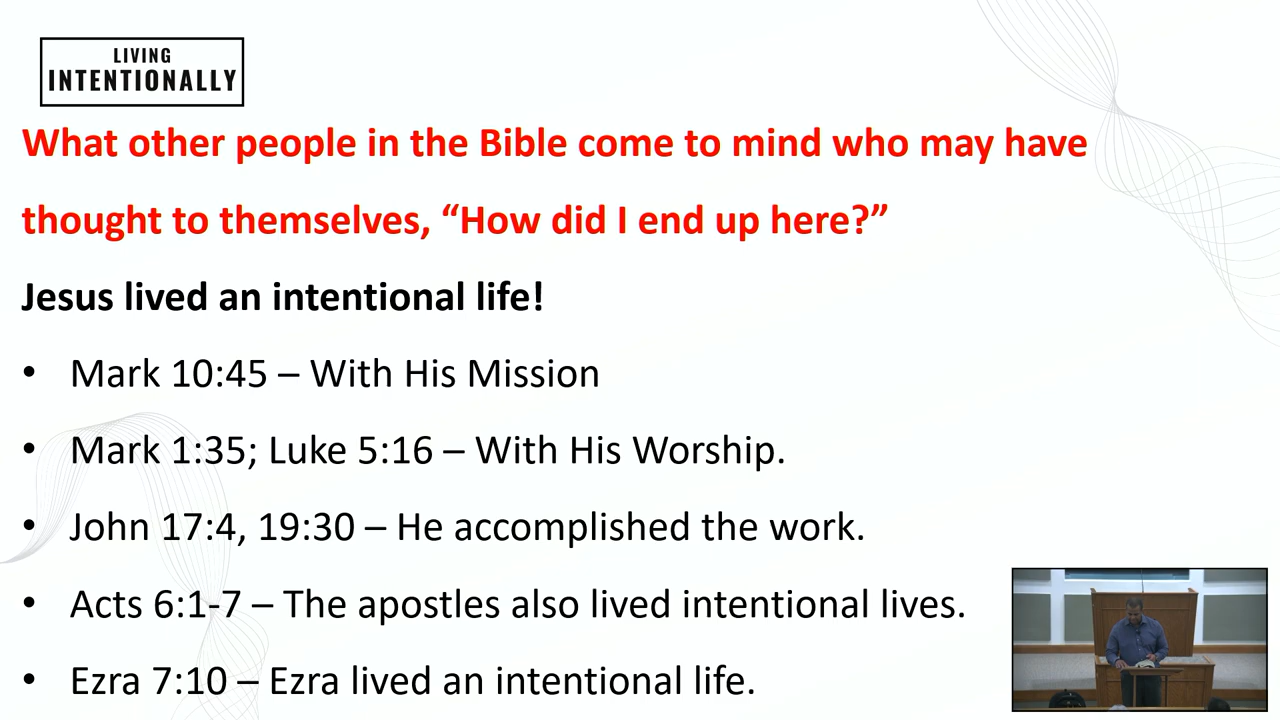 LIVING
INTENTIONALLY
What other people in the Bible come to mind who may have
thought to themselves, “How did I end up here?”
Jesus lived an intentional life!
• Mark 10:45 – With His Mission
• Mark 1:35; Luke 5:16 – With His Worship.
• John 17:4, 19:30 – He accomplished the work.
• Acts 6:1-7 – The apostles also lived intentional lives.
• Ezra 7:10 – Ezra lived an intentional life.